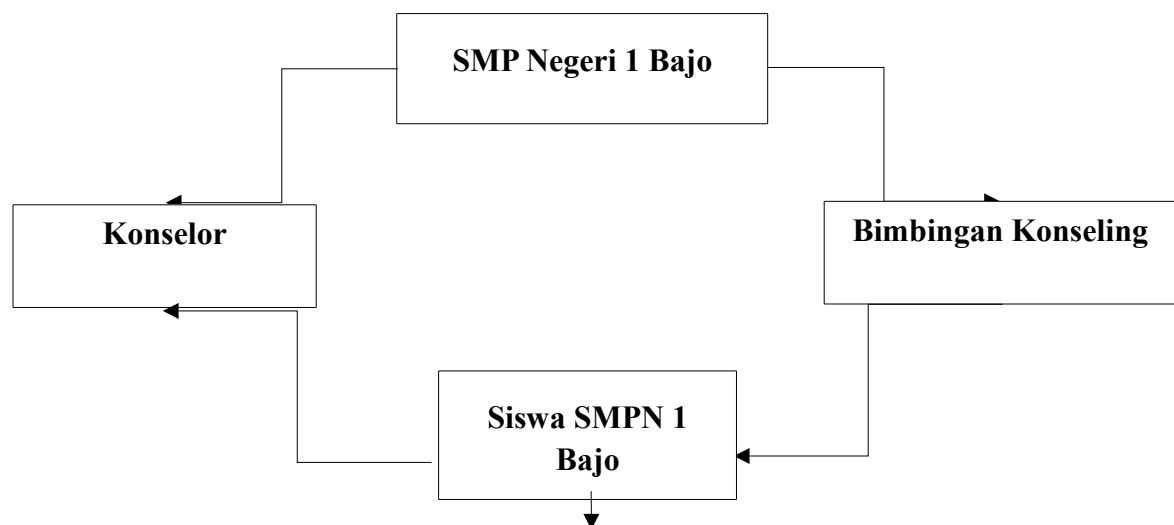 SMP Negeri 1 Bajo
Konselor
Bimbingan Konseling
Siswa SMPN 1
Bajo